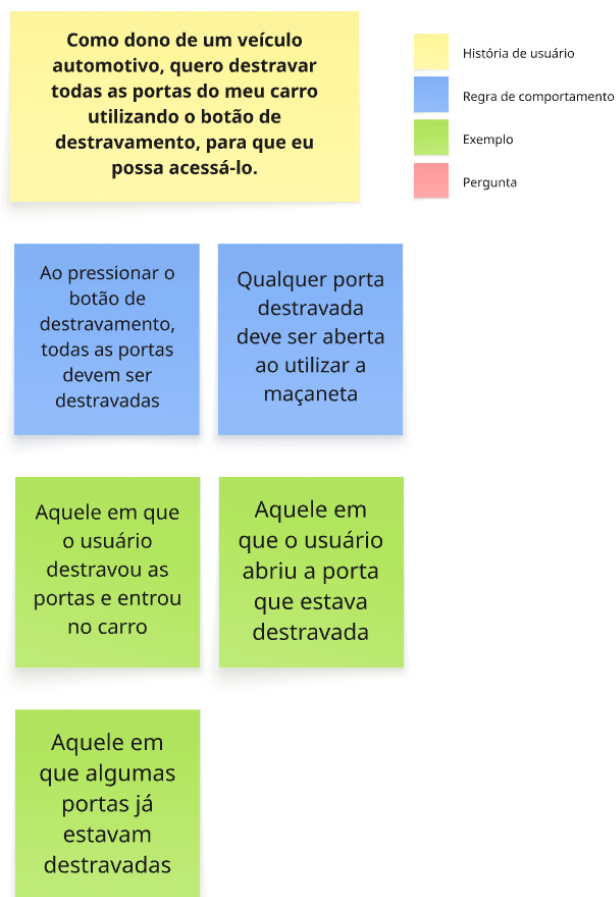 Como dono de um veículo
automotivo, quero destravar
todas as portas do meu carro
utilizando o botão de
destravamento, para que eu
possa acessá-lo.
História de usuário
Regra de comportamento
Exemplo
Pergunta
Ao pressionar o
botão de
destravamento,
todas as portas
devem ser
destravadas
Qualquer porta
destravada
deve ser aberta
ao utilizar a
maçaneta
Aquele em que
o usuário
destravou as
portas e entrou
no carro
Aquele em
que o usuário
abriu a porta
que estava
destravada
Aquele em
que algumas
portas já
estavam
destravadas